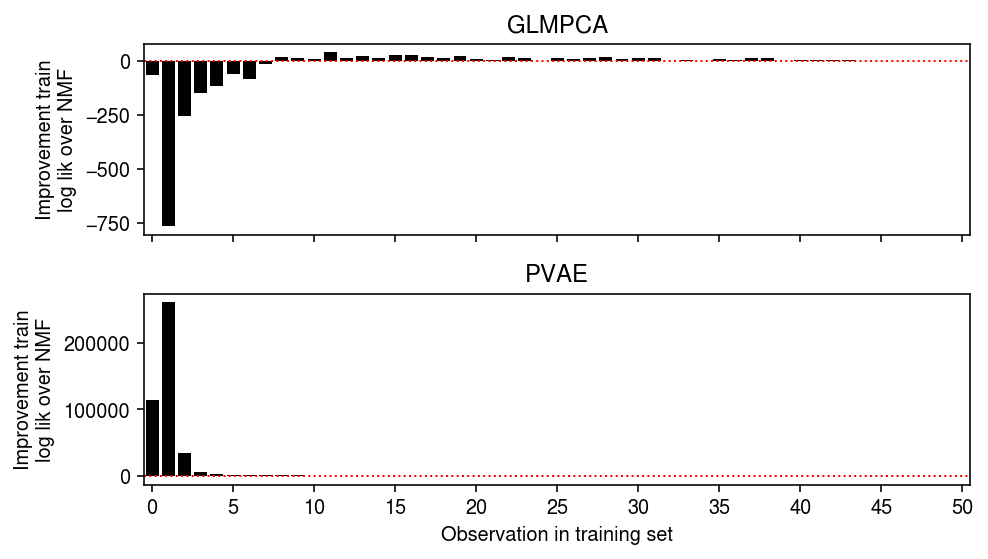 GLMPCA
Improvement train
log lik over NMF
0
−250
−500
−750
PVAE
Improvement train
log lik over NMF
200000
100000
0
0 5 10 15 20 25 30 35 40 45 50
Observation in training set